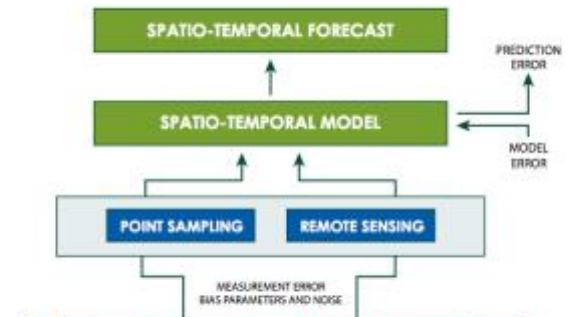 SPATIO-TEMPORAL FORECAST
PREDICTION
ERROR
SPATIO-TEMPORAL MODEL
MODEL
ERROR
POINT SAMPLING
REMOTE SENSING
MEASUREMENT ERROR
BIAS PARAMETERS AND NOISE